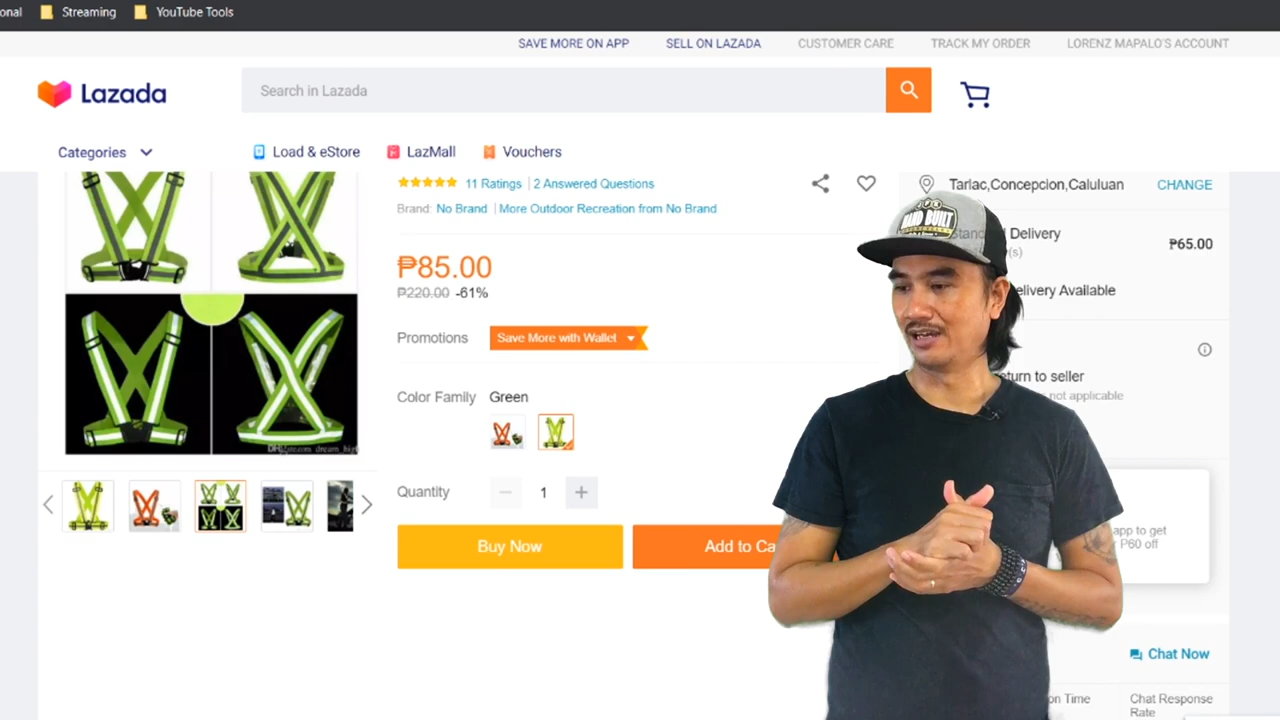 onal
Streaming
YouTube Tools
SAVE MORE ON APP
SELL ON LAZADA
CUSTOMER CARE
TRACK MY ORDER
LORENZ MAPALO'S ACCOUNT
Lazada
Search in Lazada
Categories
Load & eStore
LazMall
Vouchers
11 Ratings
2 Answered Questions
Tarlac,Concepcion,Caluluan
CHANGE
Brand: No Brand
More Outdoor Recreation from No Brand
HAND BUILT
Delivery
₱65.00
₱85.00
₱220.00 -61%
elivery Available
Promotions
Save More with Wallet
eturn to seller
not applicable
Color Family
Green
Quantity
1
app to get
₱60 off
Buy Now
Add to Ca
Chat Now
on Time
Chat Response
Rate